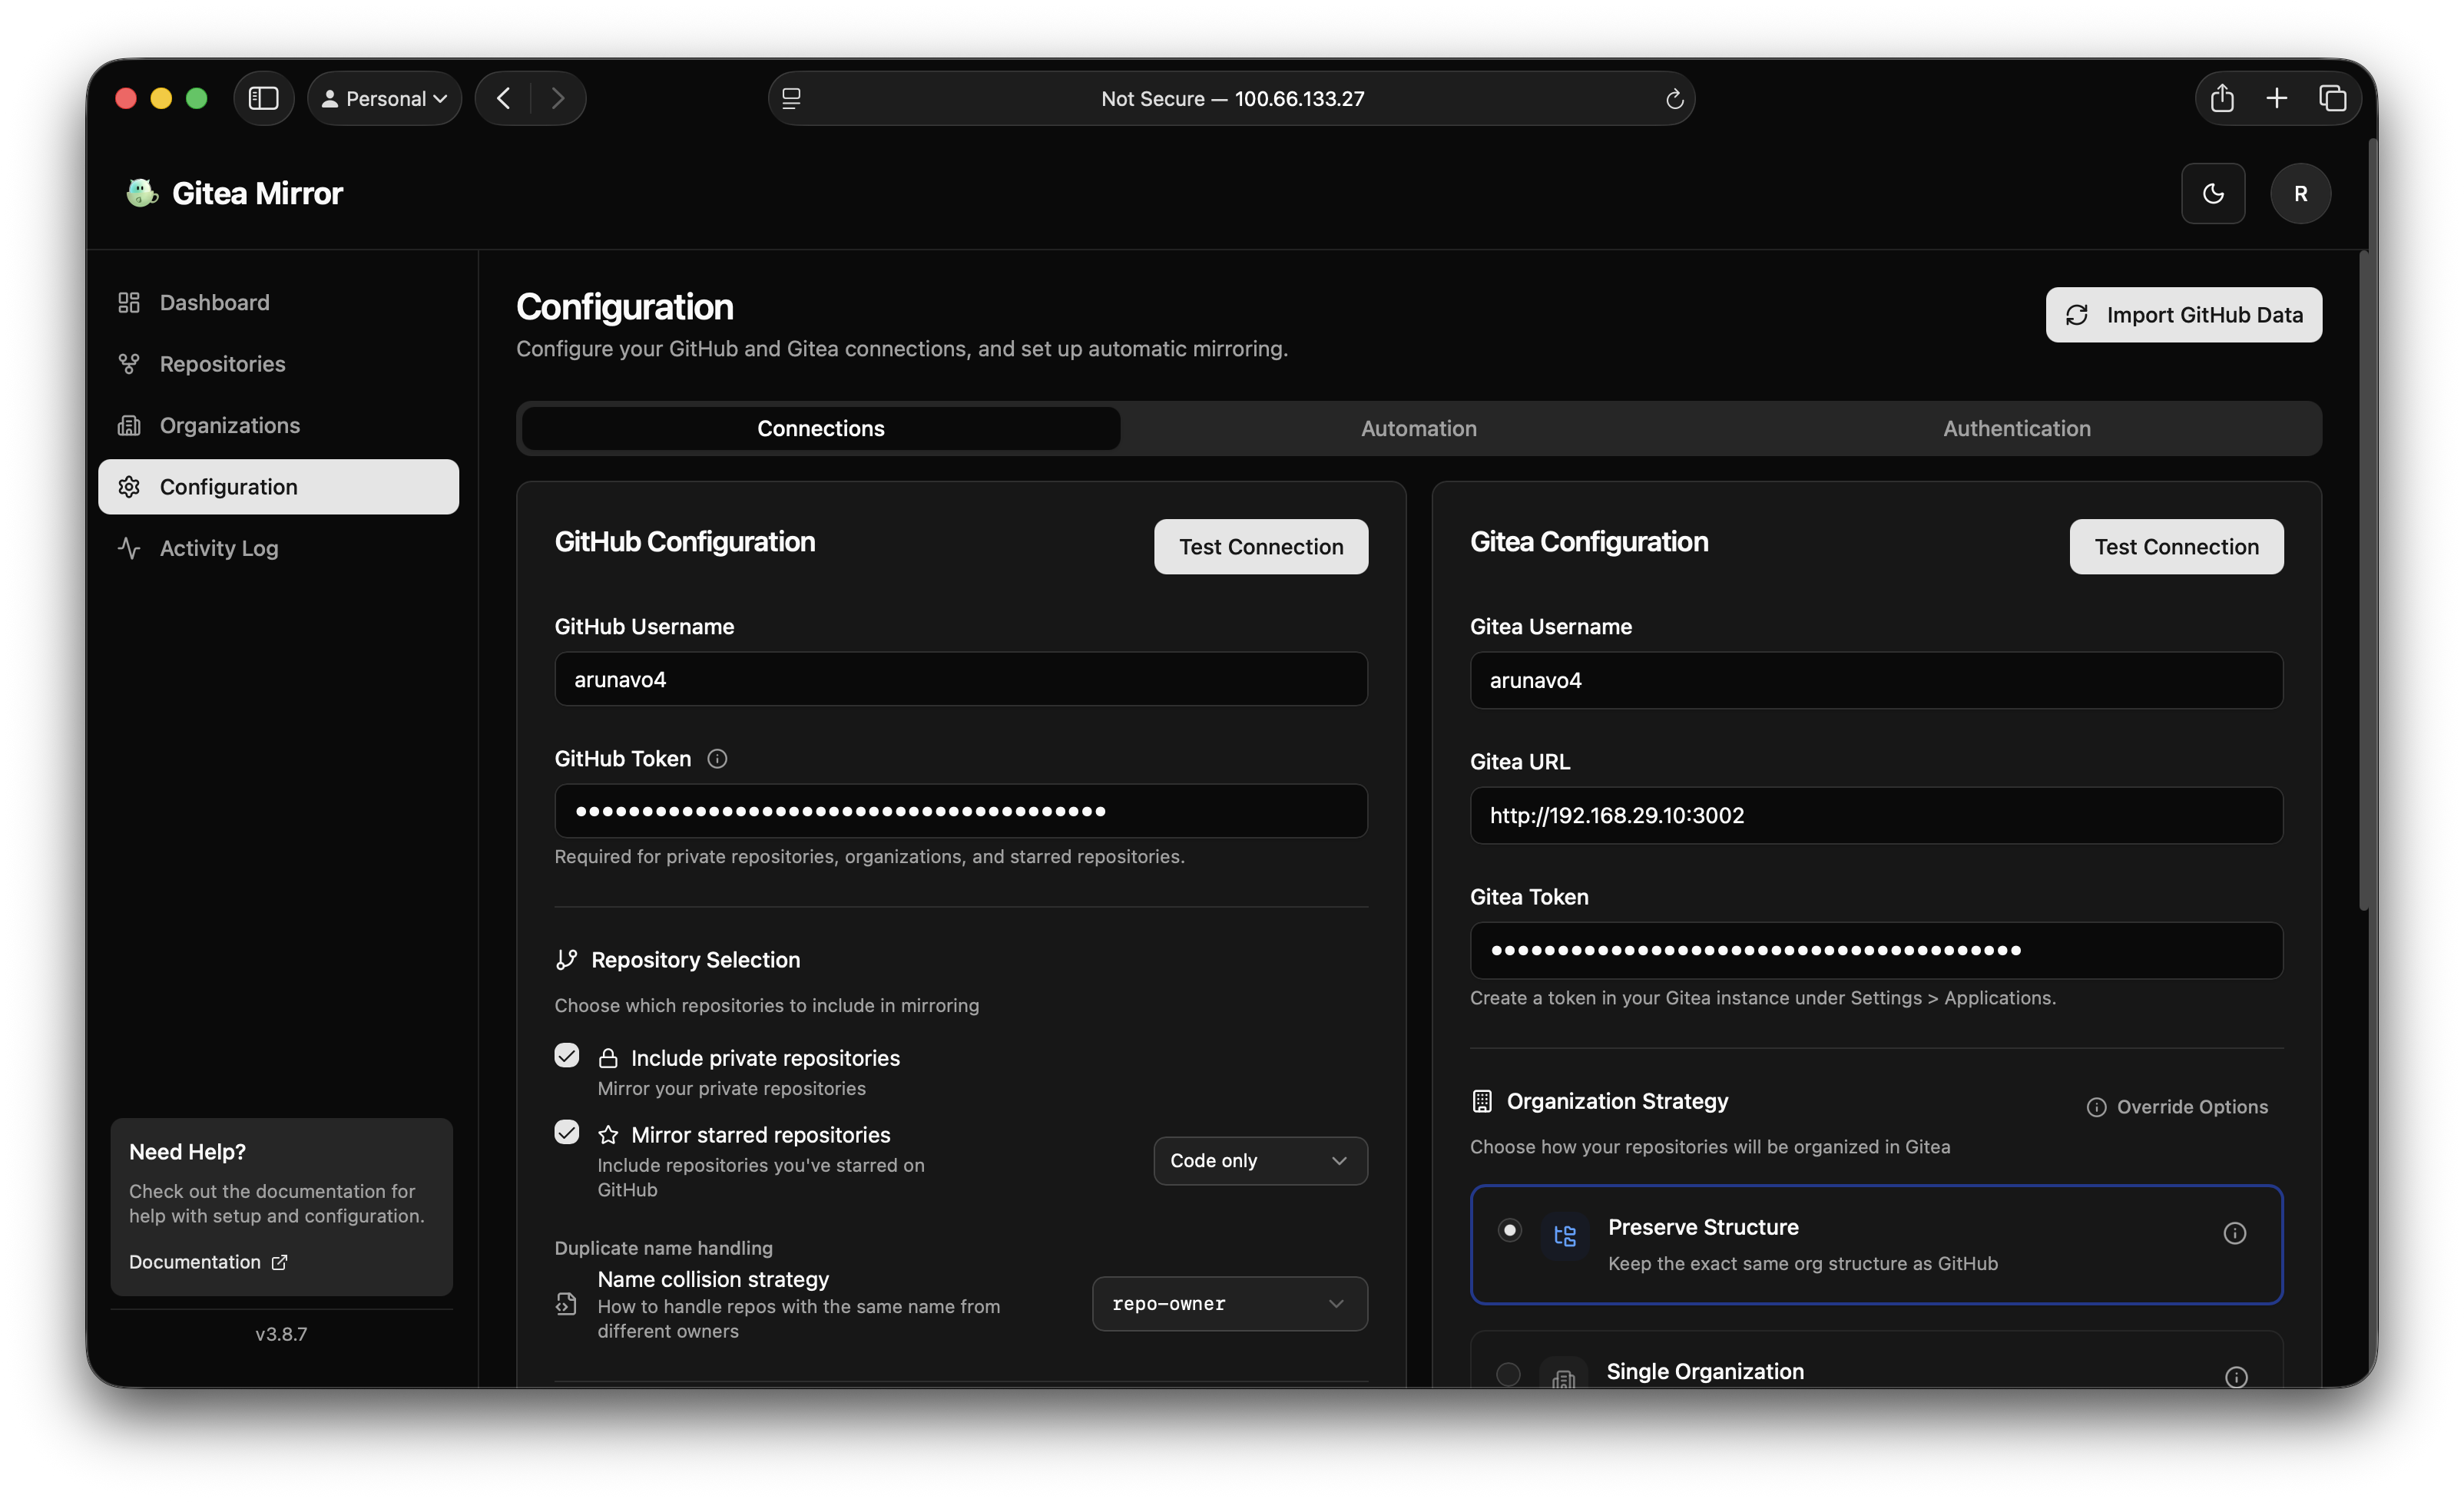 Personal
Not Secure — 100.66.133.27
Gitea Mirror
R
Dashboard
Repositories
Organizations
Configuration
Activity Log
Need Help?
Check out the documentation for
help with setup and configuration.
Documentation
v3.8.7
Configuration
Configure your GitHub and Gitea connections, and set up automatic mirroring.
Import GitHub Data
Connections
Automation
Authentication
GitHub Configuration
Test Connection
GitHub Username
arunavo4
GitHub Token
••••••••••••••••••••••••••••••••••••••••
Required for private repositories, organizations, and starred repositories.
Repository Selection
Choose which repositories to include in mirroring
Include private repositories
Mirror your private repositories
Mirror starred repositories
Include repositories you've starred on
GitHub
Code only
Duplicate name handling
Name collision strategy
How to handle repos with the same name from
different owners
repo-owner
Gitea Configuration
Test Connection
Gitea Username
arunavo4
Gitea URL
http://192.168.29.10:3002
Gitea Token
••••••••••••••••••••••••••••••••••••••••
Create a token in your Gitea instance under Settings > Applications.
Organization Strategy
Override Options
Choose how your repositories will be organized in Gitea
Preserve Structure
Keep the exact same org structure as GitHub
Single Organization